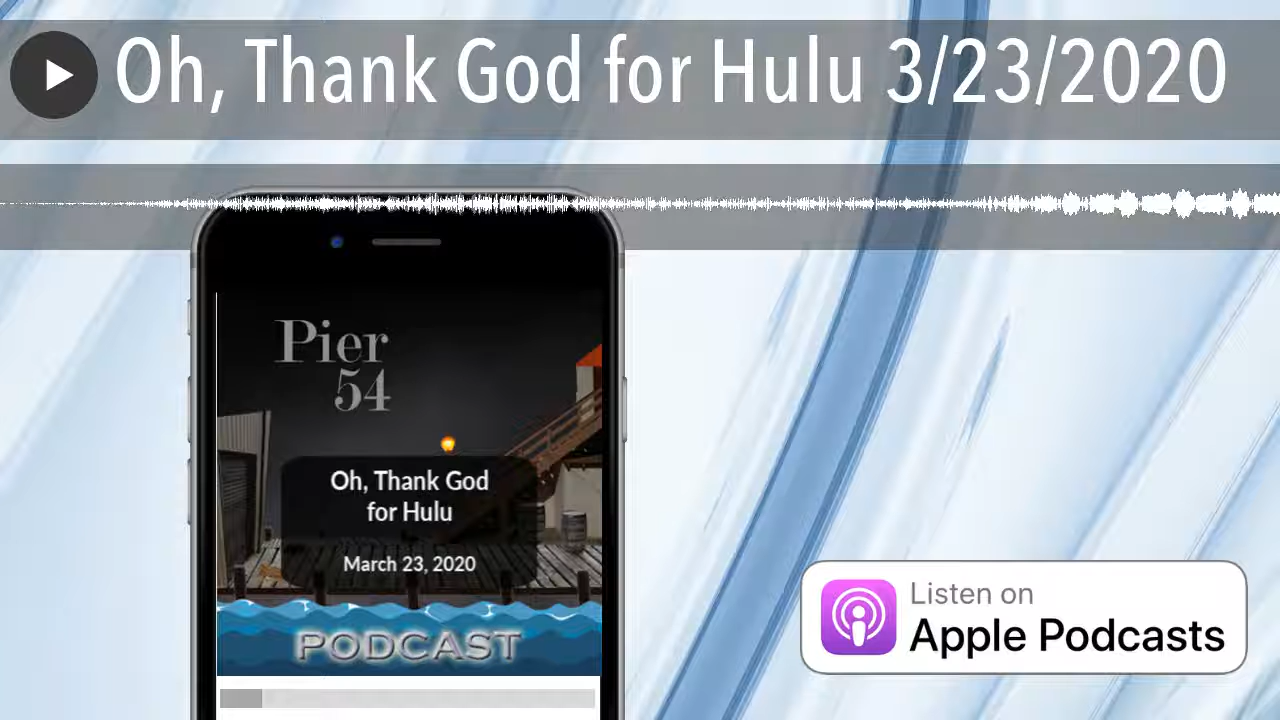 Oh, Thank God for Hulu 3/23/2020
Pier
54
Oh, Thank God
for Hulu
March 23, 2020
PODCAST
Listen on
Apple Podcasts